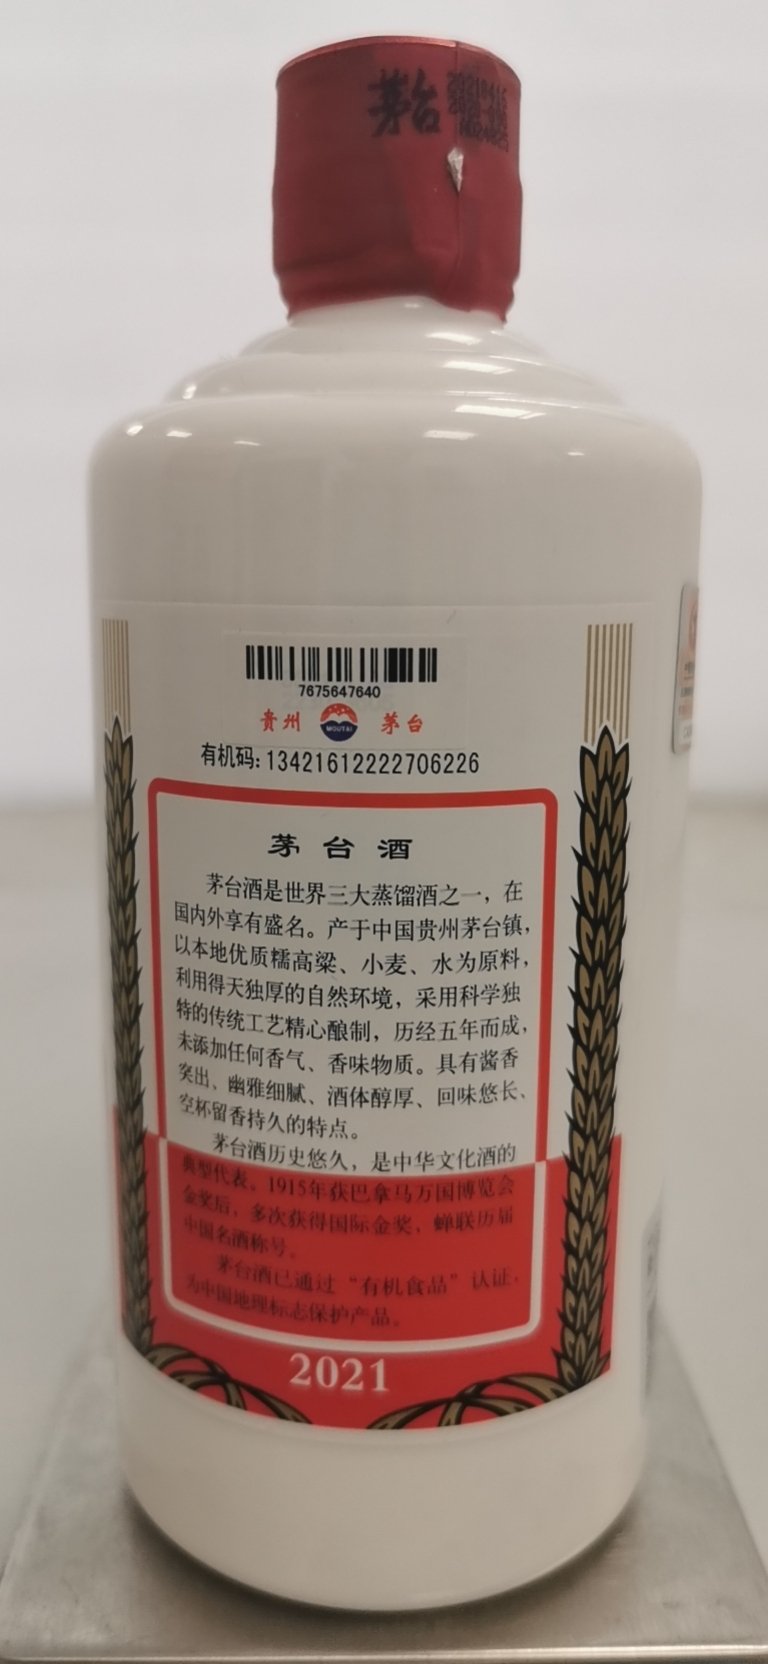 茅台
7675647640
贵州 MOUTAI 茅台
有机码:13421612222706226
茅台酒
茅台酒是世界三大蒸馏酒之一，在
国内外享有盛名。产于中国贵州茅台镇，
以本地优质糯高粱、小麦、水为原料，
利用得天独厚的自然环境，采用科学独
特的传统工艺精心酿制，历经五年而成，
未添加任何香气、香味物质。具有酱香
突出、幽雅细腻、酒体醇厚、回味悠长、
空杯留香持久的特点。
茅台酒历史悠久，是中华文化酒的
典型代表。1915年获巴拿马万国博览会
金奖后，多次获得国际金奖，蝉联历届
中国名酒称号。
茅台酒已通过“有机食品”认证，
为中国地理标志保护产品。
2021